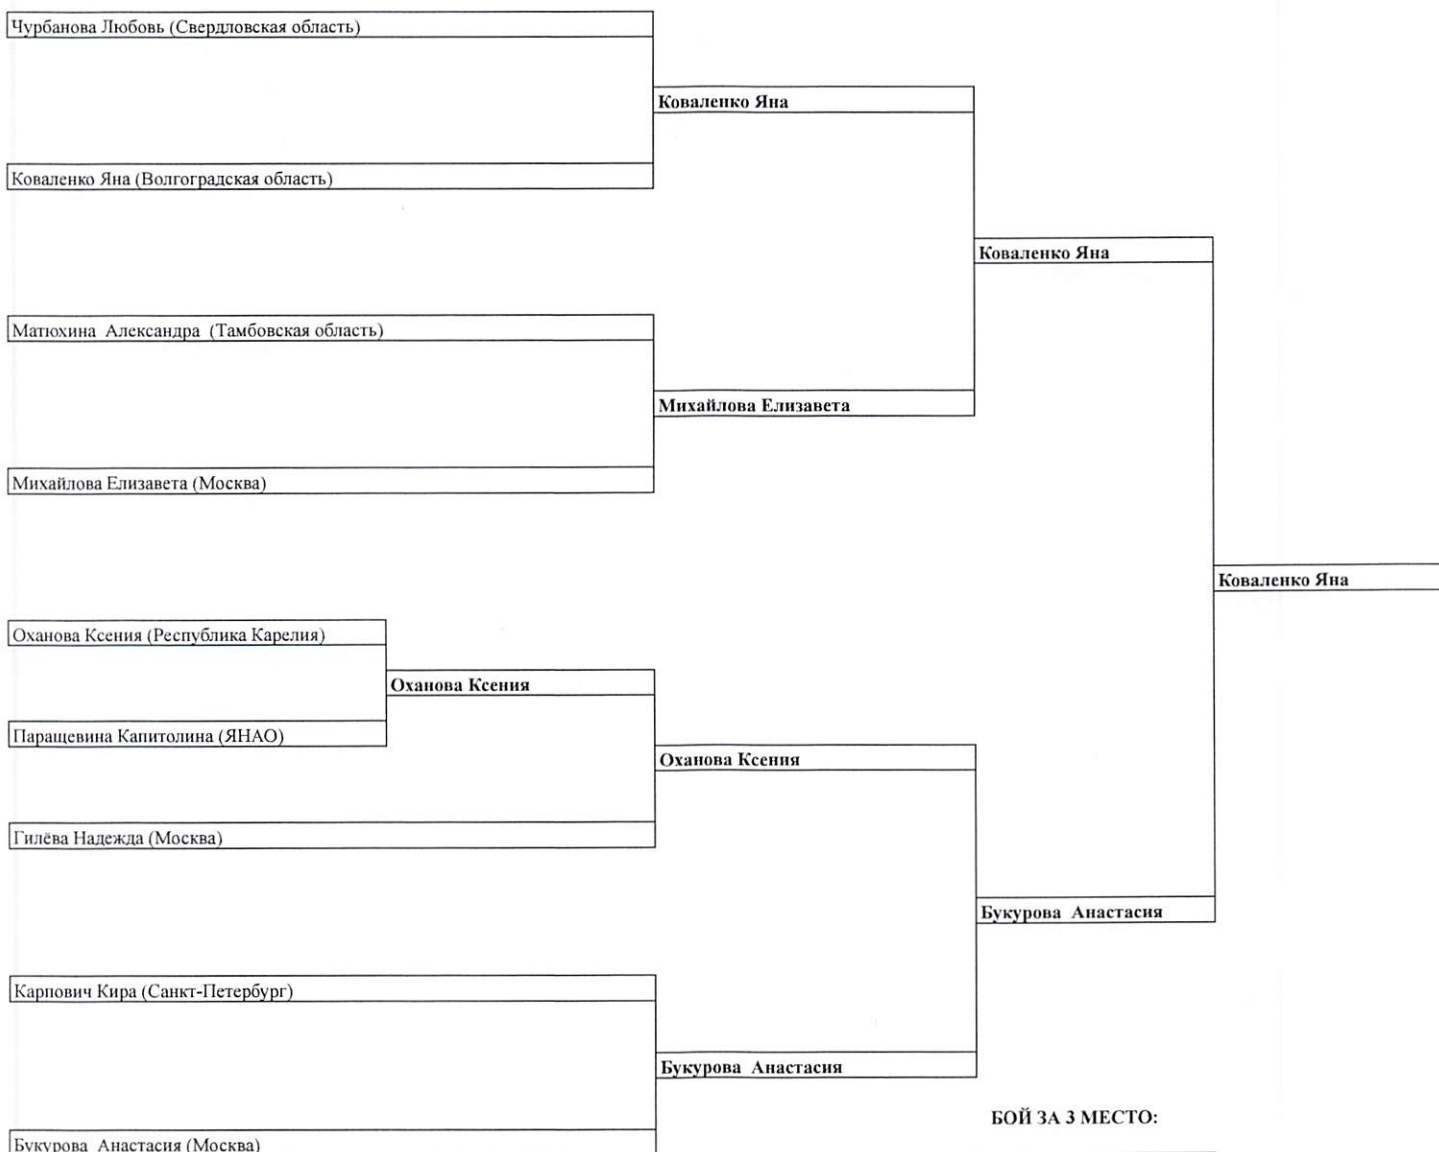 Чурбанова Любовь (Свердловская область)
Коваленко Яна
Коваленко Яна (Волгоградская область)
Коваленко Яна
Матюхина Александра (Тамбовская область)
Михайлова Елизавета
Михайлова Елизавета (Москва)
Коваленко Яна
Оханова Ксения (Республика Карелия)
Оханова Ксения
Паращевина Капитолина (ЯНАО)
Оханова Ксения
Гилёва Надежда (Москва)
Букурова Анастасия
Карпович Кира (Санкт-Петербург)
Букурова Анастасия
БОЙ ЗА 3 МЕСТО:
Букурова Анастасия (Москва)